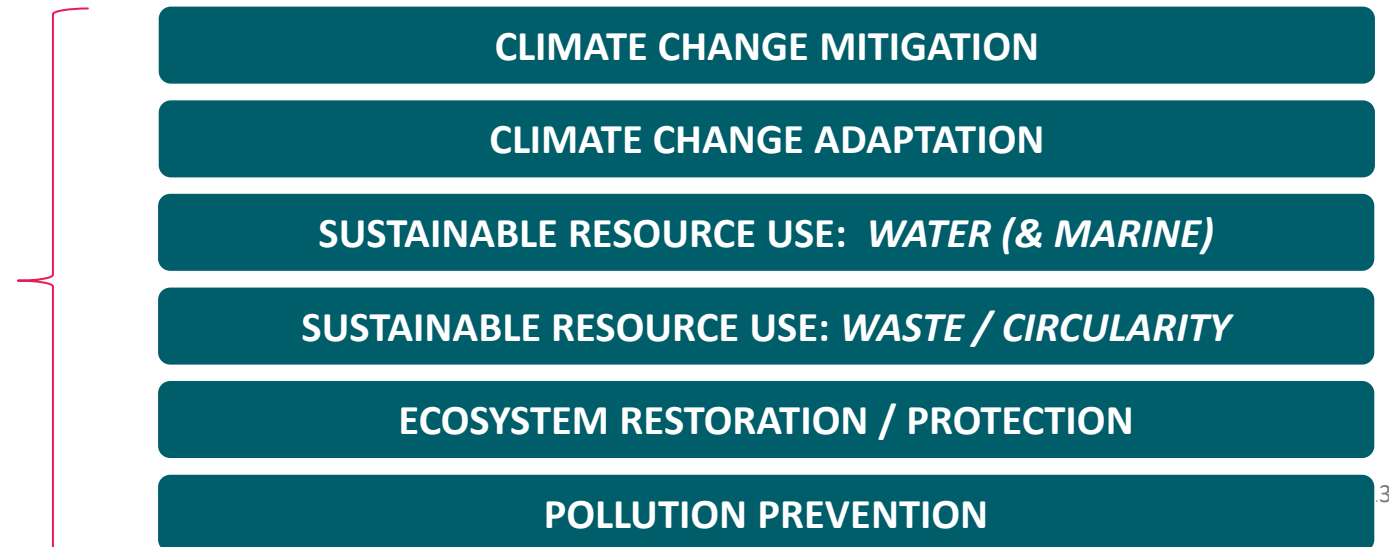 CLIMATE CHANGE MITIGATION
CLIMATE CHANGE ADAPTATION
SUSTAINABLE RESOURCE USE: WATER (& MARINE)
SUSTAINABLE RESOURCE USE: WASTE / CIRCULARITY
ECOSYSTEM RESTORATION / PROTECTION
POLLUTION PREVENTION